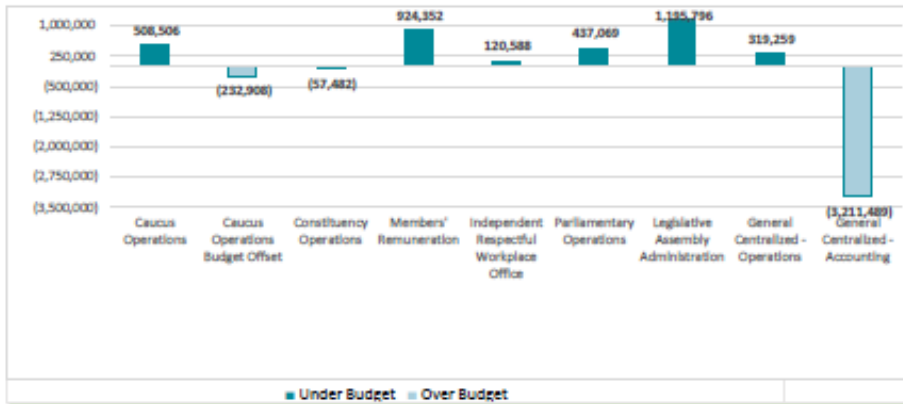 1,000,000
250,000
(500,000)
(1,250,000)
(2,000,000)
(2,750,000)
(3,500,000)
508,506
(232,908)
(57,482)
924,352
120,588
437,069
1,195,796
319,259
(3,211,489)
Caucus
Operations
Caucus
Operations
Budget Offset
Constituency
Operations
Members'
Remuneration
Independent
Respectful
Workplace
Office
Parliamentary
Operations
Legislative
Assembly
Administration
General
Centralized -
Operations
General
Centralized -
Accounting
Under Budget
Over Budget